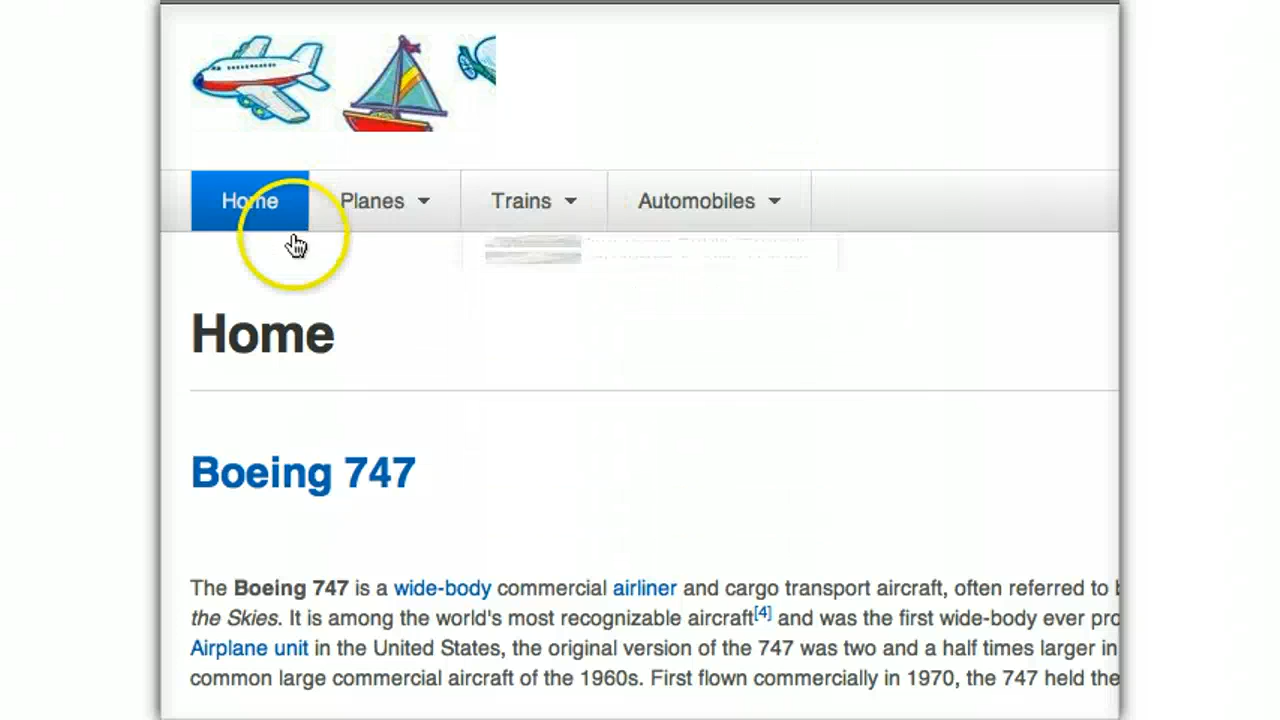 Home Planes Trains Automobiles
Home
Boeing 747
The Boeing 747 is a wide-body commercial airliner and cargo transport aircraft, often referred to
the Skies. It is among the world's most recognizable aircraft[4] and was the first wide-body ever
Airplane unit in the United States, the original version of the 747 was two and a half times larger in
common large commercial aircraft of the 1960s. First flown commercially in 1970, the 747 held the